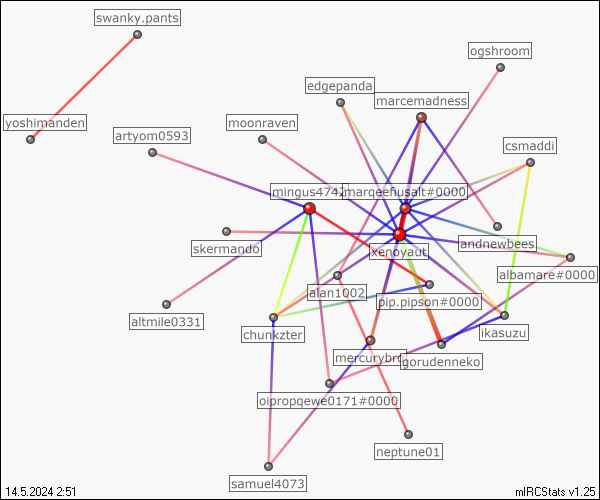 swanky.pants
ogshroom
edgepanda
marcemadness
yoshimanden
moonraven
artyom0593
csmaddi
mingus4742
marqeefusalt#0000
skermando
andnewbees
xenoyaut
albamare#0000
alan1002
pip.pipson#0000
altmile0331
chunkzter
ikasuzu
mercurybro
gorudenneko
oipropqewe0171#0000
neptune01
samuel4073
14.5.2024 2:51
mIRCStats v1.25